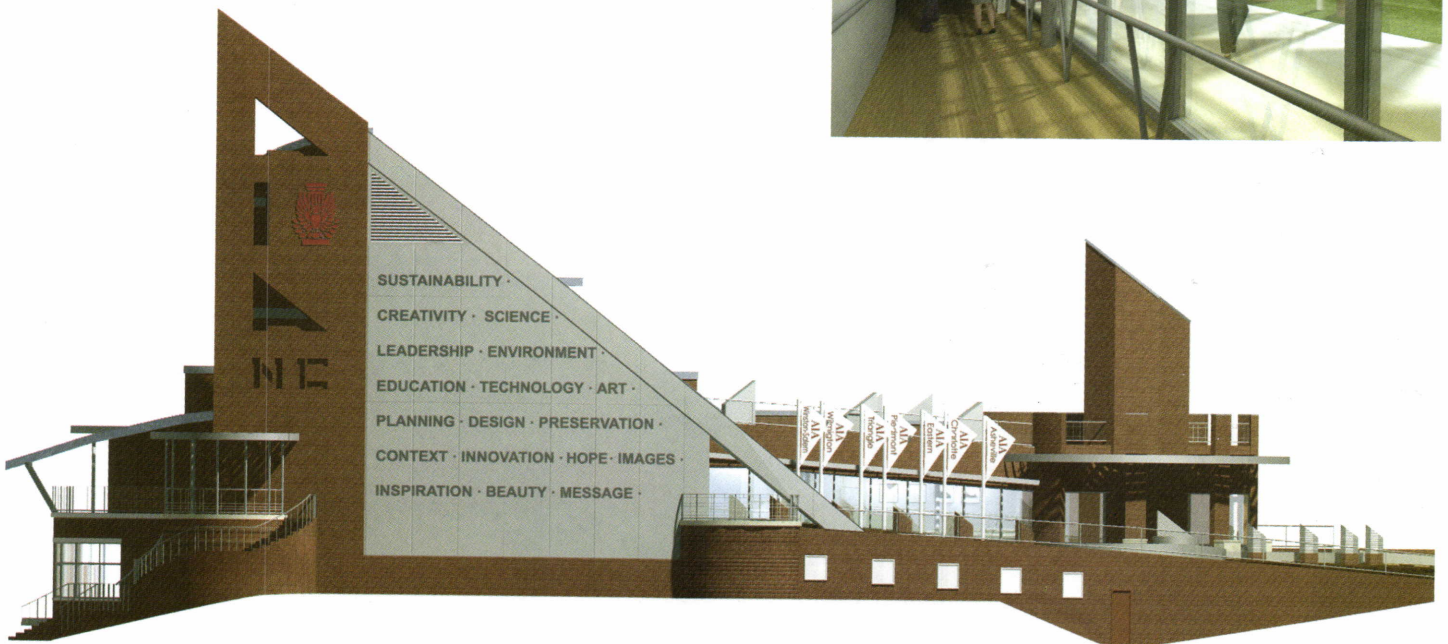 A
I
A
NC
SUSTAINABILITY ·
CREATIVITY · SCIENCE ·
LEADERSHIP · ENVIRONMENT ·
EDUCATION · TECHNOLOGY · ART ·
PLANNING · DESIGN · PRESERVATION ·
CONTEXT · INNOVATION · HOPE · IMAGES ·
INSPIRATION · BEAUTY · MESSAGE ·
AIA Winston-Salem
AIA Wilmington
AIA Triangle
AIA Piedmont
AIA Eastern
AIA Charlotte
AIA Asheville